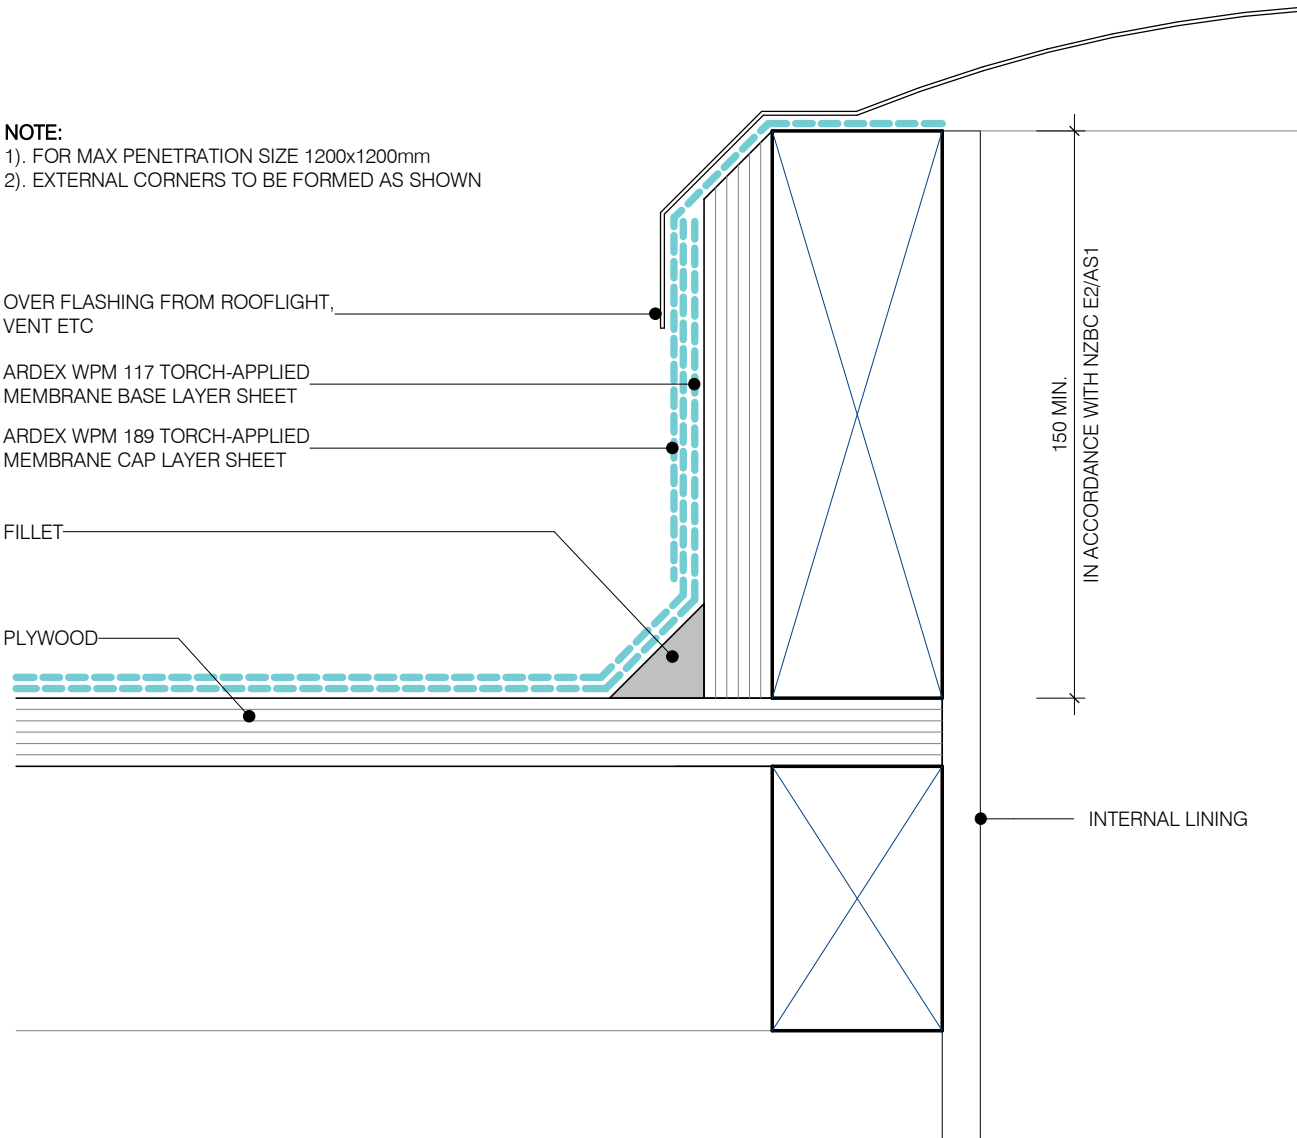 NOTE:
1). FOR MAX PENETRATION SIZE 1200x1200mm
2). EXTERNAL CORNERS TO BE FORMED AS SHOWN
OVER FLASHING FROM ROOFLIGHT,
VENT ETC
ARDEX WPM 117 TORCH-APPLIED
MEMBRANE BASE LAYER SHEET
ARDEX WPM 189 TORCH-APPLIED
MEMBRANE CAP LAYER SHEET
FILLET
PLYWOOD
150 MIN.
IN ACCORDANCE WITH NZBC E2/AS1
INTERNAL LINING